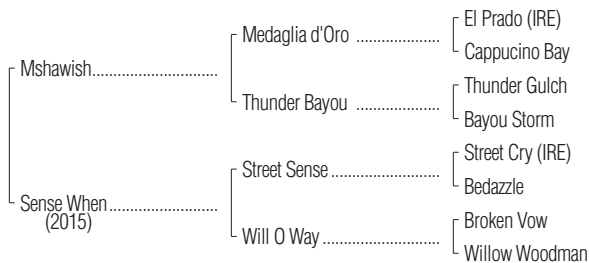 El Prado (IRE)
Medaglia d'Oro ....................
Cappucino Bay
Mshawish..............................
Thunder Gulch
Thunder Bayou ....................
Bayou Storm
Street Cry (IRE)
Street Sense ..........................
Bedazzle
Sense When..........................
(2015)
Broken Vow
Will O Way ............................
Willow Woodman